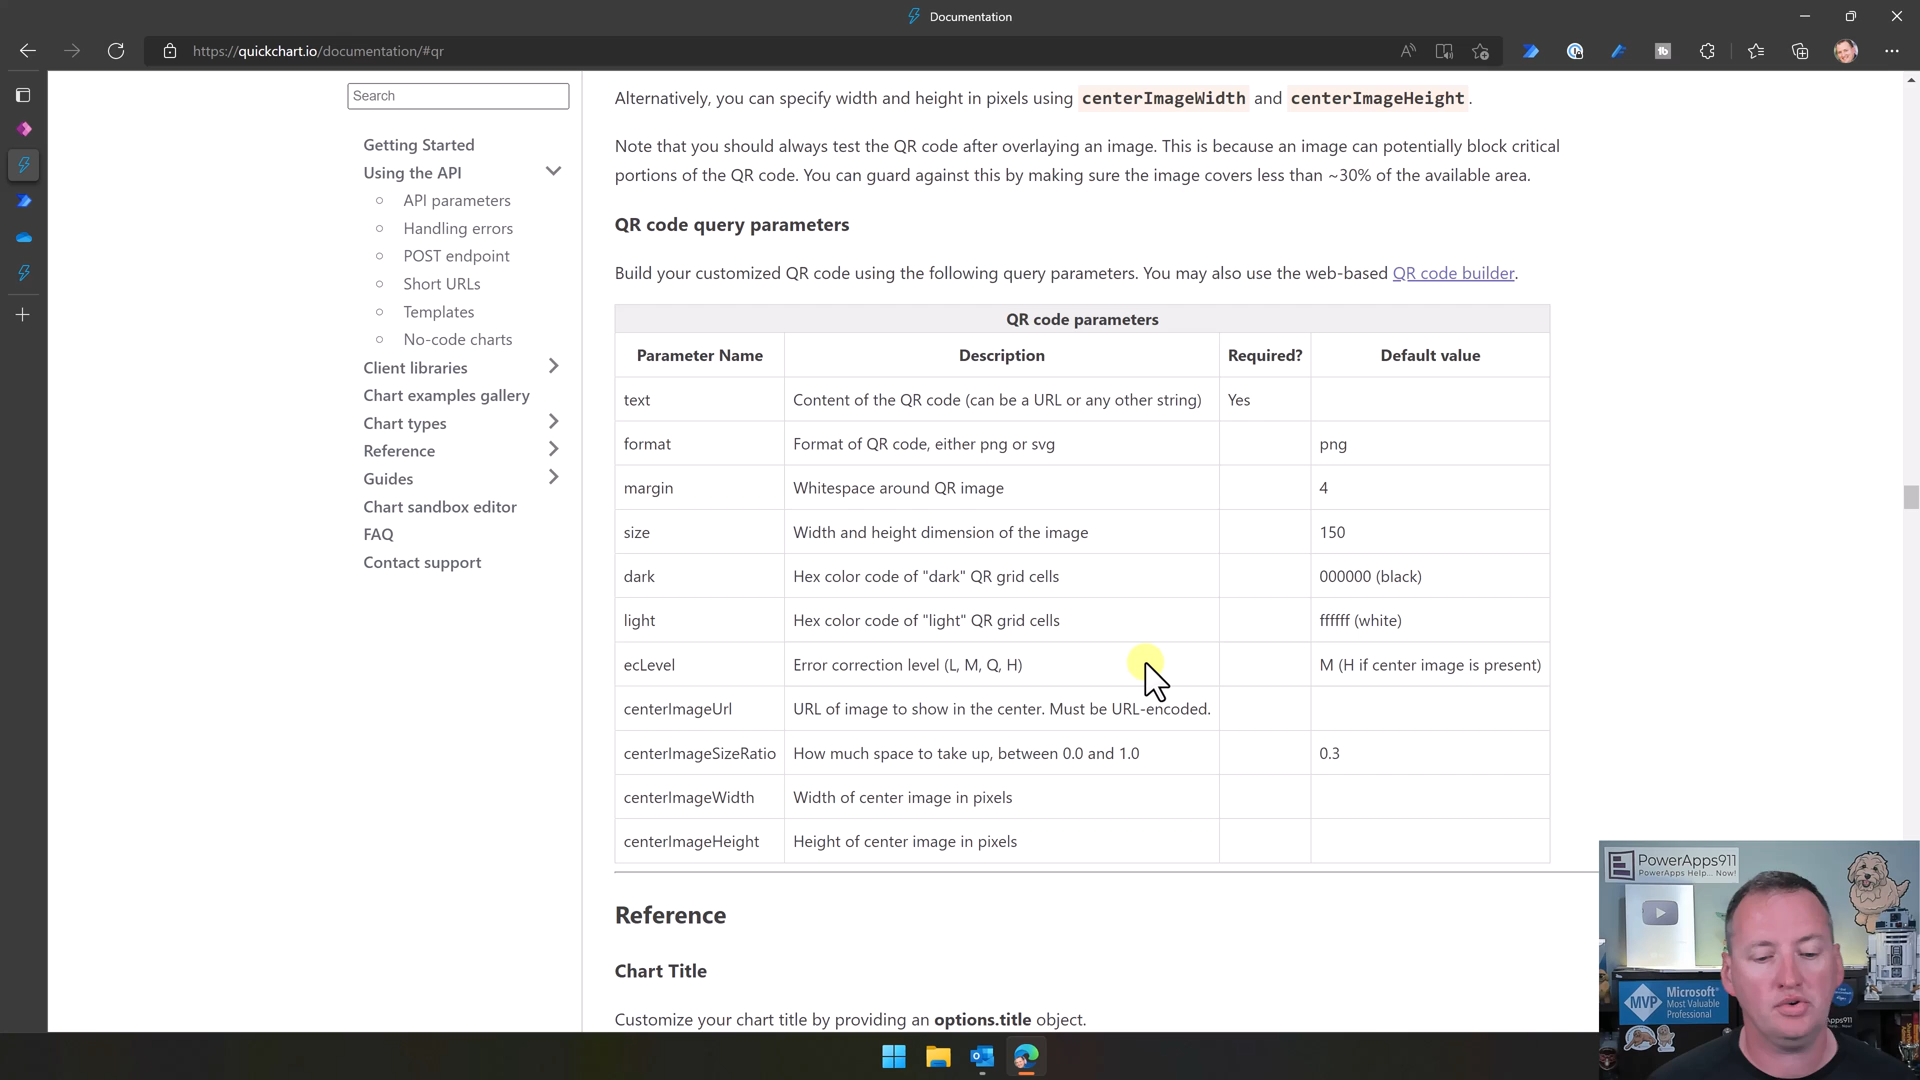 Documentation
https://quickchart.io/documentation/#qr
Search
Getting Started
Using the API
API parameters
Handling errors
POST endpoint
Short URLs
Templates
No-code charts
Client libraries
Chart examples gallery
Chart types
Reference
Guides
Chart sandbox editor
FAQ
Contact support
Alternatively, you can specify width and height in pixels using centerImageWidth and centerImageHeight.
Note that you should always test the QR code after overlaying an image. This is because an image can potentially block critical
portions of the QR code. You can guard against this by making sure the image covers less than ~30% of the available area.
QR code query parameters
Build your customized QR code using the following query parameters. You may also use the web-based QR code builder.
QR code parameters
Parameter Name Description Required? Default value
text Content of the QR code (can be a URL or any other string) Yes
format Format of QR code, either png or svg png
margin Whitespace around QR image 4
size Width and height dimension of the image 150
dark Hex color code of "dark" QR grid cells 000000 (black)
light Hex color code of "light" QR grid cells ffffff (white)
ecLevel Error correction level (L, M, Q, H) M (H if center image is present)
centerImageUrl URL of image to show in the center. Must be URL-encoded.
centerImageSizeRatio How much space to take up, between 0.0 and 1.0 0.3
centerImageWidth Width of center image in pixels
centerImageHeight Height of center image in pixels
Reference
Chart Title
Customize your chart title by providing an options.title object.
PowerApps911
PowerApps Help... Now!
MVP Microsoft
Most Valuable
Professional